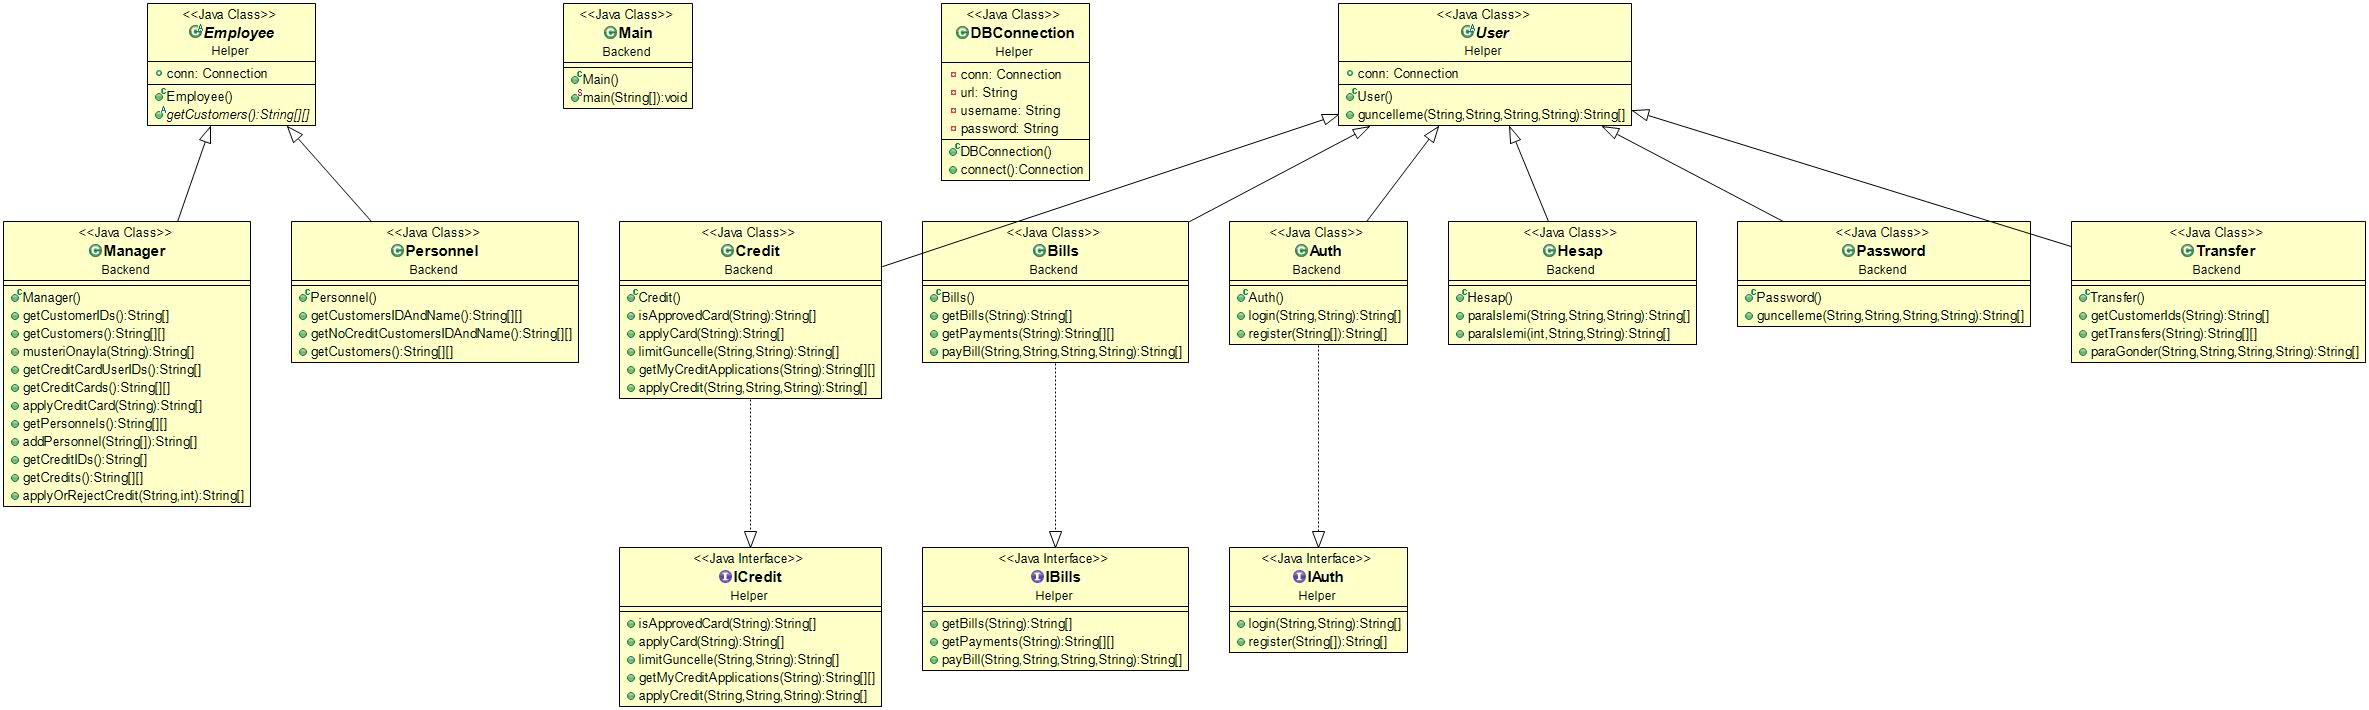 <<Java Class>>
Employee
Helper
conn: Connection
Employee()
getCustomers():String[][]
<<Java Class>>
Main
Backend
Main()
main(String[]):void
<<Java Class>>
DBConnection
Helper
conn: Connection
url: String
username: String
password: String
DBConnection()
connect():Connection
<<Java Class>>
User
Helper
conn: Connection
User()
guncelleme(String,String,String,String):String[]
<<Java Class>>
Manager
Backend
Manager()
getCustomerIDs():String[]
getCustomers():String[][]
musteriOnayla(String):String[]
getCreditCardUserIDs():String[]
getCreditCards():String[][]
applyCreditCard(String):String[]
getPersonnels():String[][]
addPersonnel(String[]):String[]
getCreditIDs():String[]
getCredits():String[][]
applyOrRejectCredit(String,int):String[]
<<Java Class>>
Personnel
Backend
Personnel()
getCustomersIDAndName():String[][]
getNoCreditCustomersIDAndName():String[][]
getCustomers():String[][]
<<Java Class>>
Credit
Backend
Credit()
isApprovedCard(String):String[]
applyCard(String):String[]
limitGuncelle(String,String):String[]
getMyCreditApplications(String):String[][]
applyCredit(String,String,String):String[]
<<Java Class>>
Bills
Backend
Bills()
getBills(String):String[]
getPayments(String):String[][]
payBill(String,String,String,String):String[]
<<Java Class>>
Auth
Backend
Auth()
login(String,String):String[]
register(String[]):String[]
<<Java Class>>
Hesap
Backend
Hesap()
paraIslemi(String,String,String):String[]
paraIslemi(int,String,String):String[]
<<Java Class>>
Password
Backend
Password()
guncelleme(String,String,String,String):String[]
<<Java Class>>
Transfer
Backend
Transfer()
getCustomerIds(String):String[]
getTransfers(String):String[][]
paraGonder(String,String,String,String):String[]
<<Java Interface>>
ICredit
Helper
isApprovedCard(String):String[]
applyCard(String):String[]
limitGuncelle(String,String):String[]
getMyCreditApplications(String):String[][]
applyCredit(String,String,String):String[]
<<Java Interface>>
IBills
Helper
getBills(String):String[]
getPayments(String):String[][]
payBill(String,String,String,String):String[]
<<Java Interface>>
IAuth
Helper
login(String,String):String[]
register(String[]):String[]